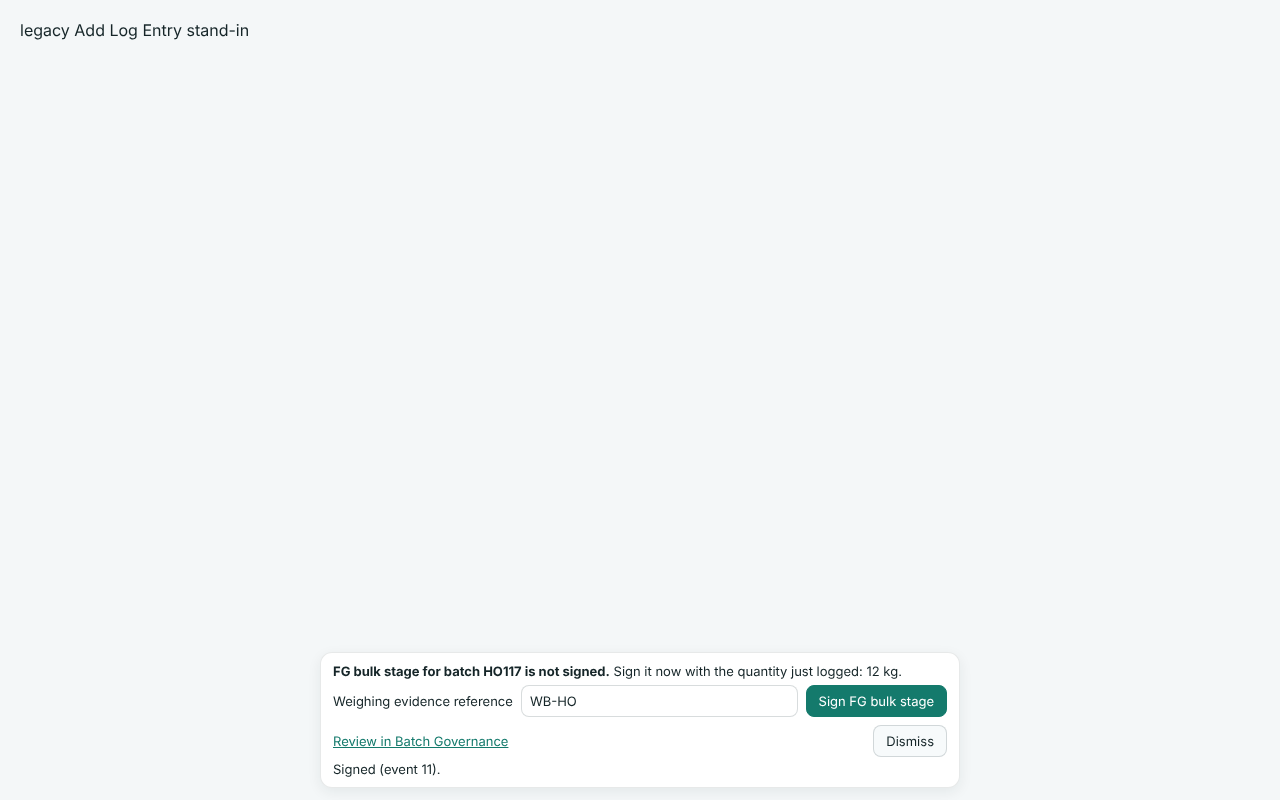 legacy Add Log Entry stand-in
FG bulk stage for batch HO117 is not signed. Sign it now with the quantity just logged: 12 kg.
Weighing evidence reference WB-HO Sign FG bulk stage
Review in Batch Governance Dismiss
Signed (event 11).